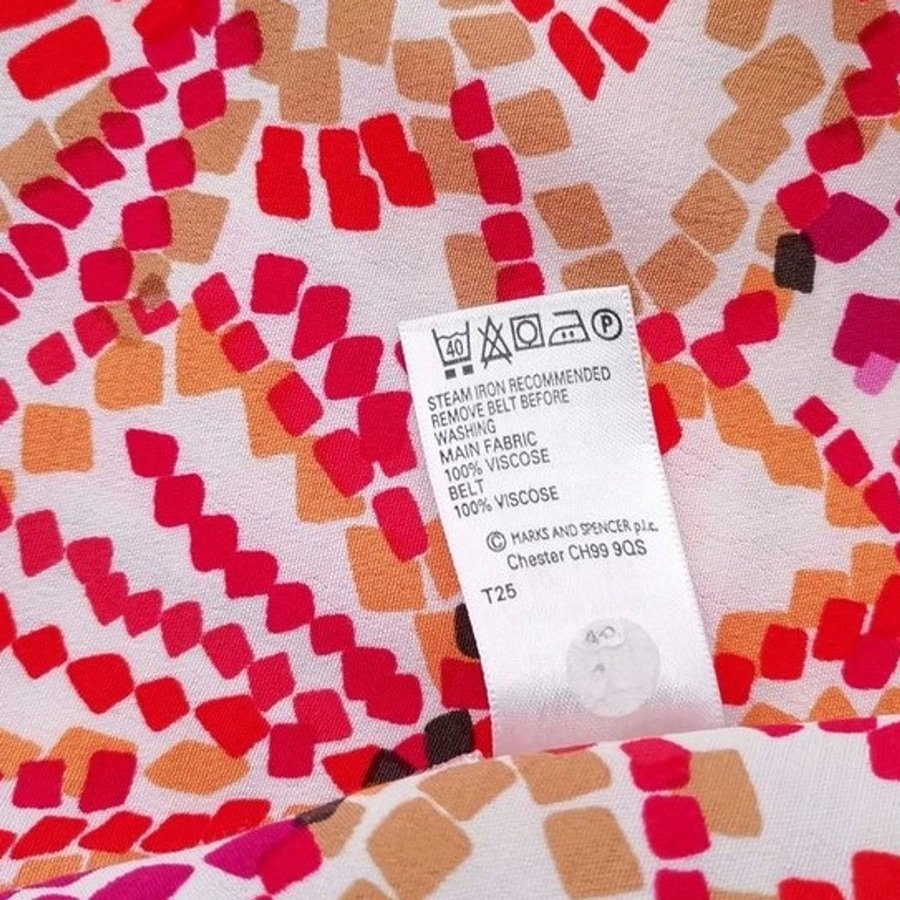 40 P
STEAM IRON RECOMMENDED
REMOVE BELT BEFORE
WASHING
MAIN FABRIC
100% VISCOSE
BELT
100% VISCOSE
© MARKS AND SPENCER p.l.c.
Chester CH99 9QS
T25